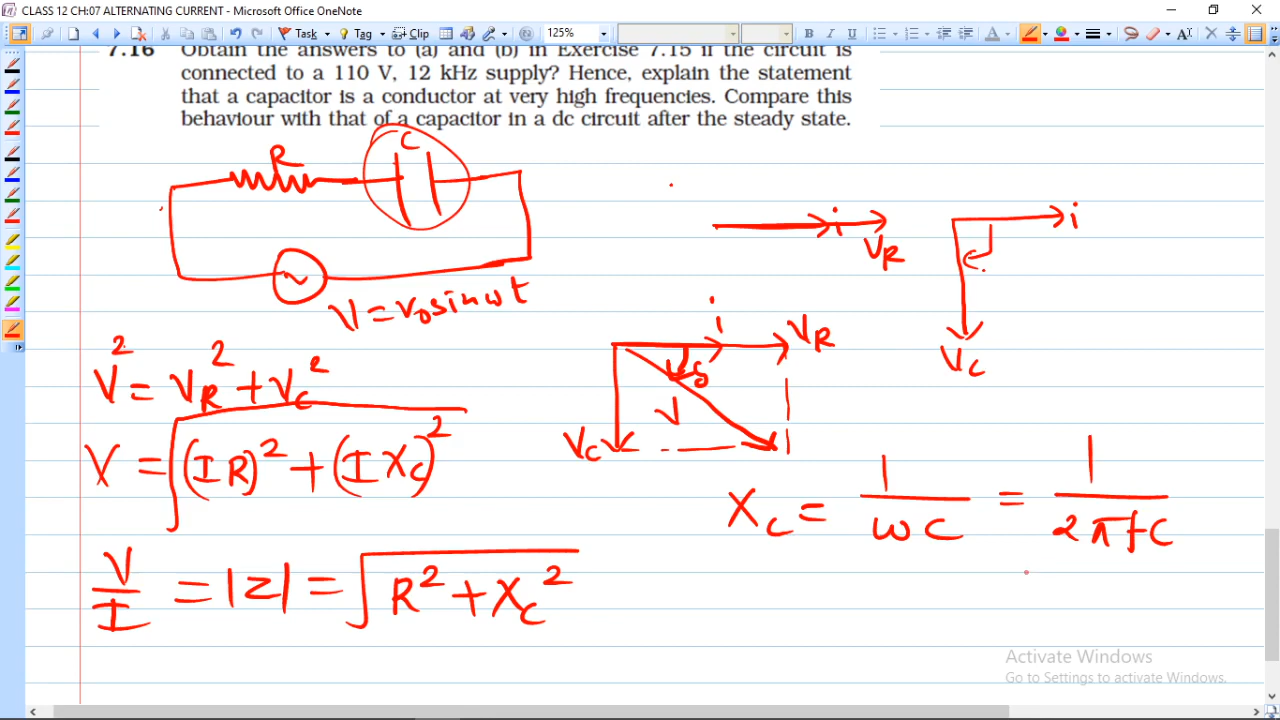 CLASS 12 CH:07 ALTERNATING CURRENT - Microsoft Office OneNote
Task Tag Clip 125% B I U
7.16 Obtain the answers to (a) and (b) in Exercise 7.15 if the circuit is
connected to a 110 V, 12 kHz supply? Hence, explain the statement
that a capacitor is a conductor at very high frequencies. Compare this
behaviour with that of a capacitor in a dc circuit after the steady state.
R C
V = V₀ sin ωt
i V_R
i
V_C
i V_R
V
V_C
V² = V_R² + V_C²
V = √(IR)² + (I X_C)²
X_C = 1/ωC = 1/2πfC
V/I = |Z| = √R² + X_C²
Activate Windows
Go to Settings to activate Windows.